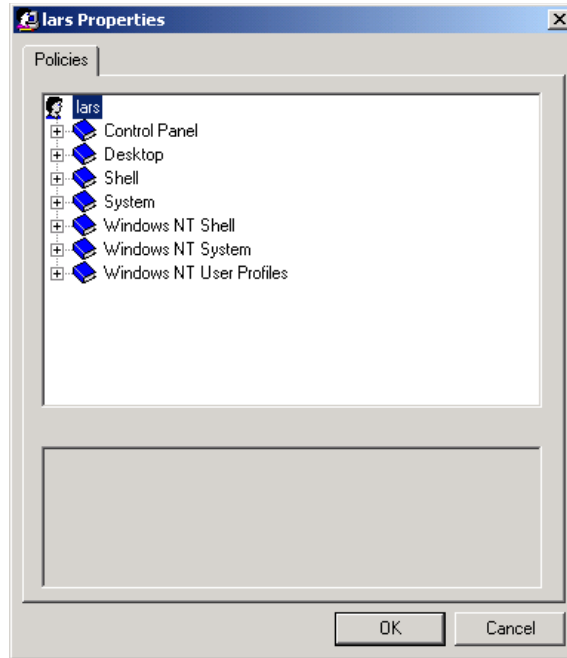 lars Properties
Policies
lars
Control Panel
Desktop
Shell
System
Windows NT Shell
Windows NT System
Windows NT User Profiles
OK Cancel